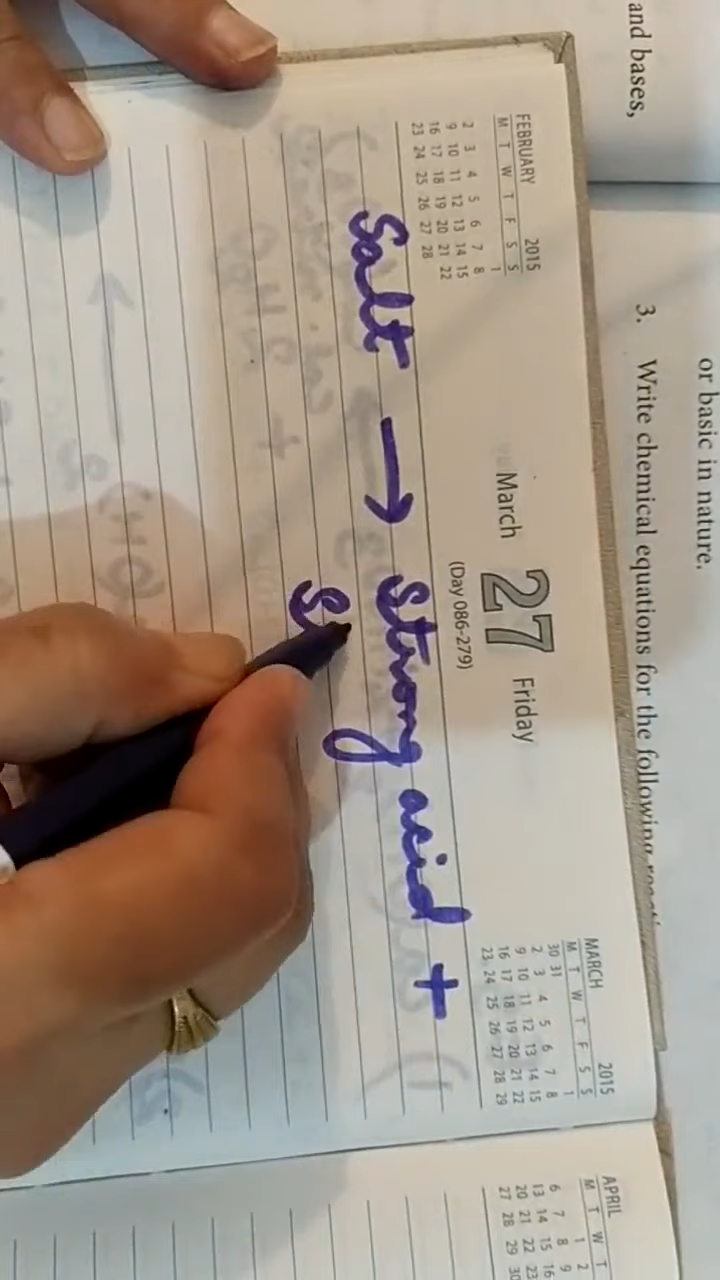 and bases,
or basic in nature.
3. Write chemical equations for the following
FEBRUARY 2015
M T W T F S S
1
2 3 4 5 6 7 8
9 10 11 12 13 14 15
16 17 18 19 20 21 22
23 24 25 26 27 28
March 27 Friday
(Day 086-279)
MARCH 2015
M T W T F S S
30 31 1
2 3 4 5 6 7 8
9 10 11 12 13 14 15
16 17 18 19 20 21 22
23 24 25 26 27 28 29
APRIL
M T W T
1 2
6 7 8 9
13 14 15 16
20 21 22 23
27 28 29 30
Salt → strong acid +